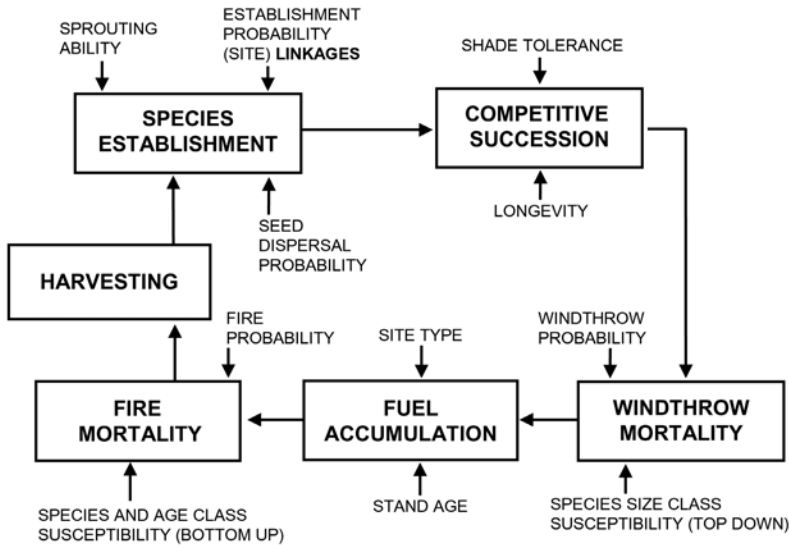 SPROUTING
ABILITY
ESTABLISHMENT
PROBABILITY
(SITE) LINKAGES
SHADE TOLERANCE
SPECIES
ESTABLISHMENT
COMPETITIVE
SUCCESSION
SEED
DISPERSAL
PROBABILITY
LONGEVITY
HARVESTING
FIRE
PROBABILITY
SITE TYPE
WINDTHROW
PROBABILITY
FIRE
MORTALITY
FUEL
ACCUMULATION
WINDTHROW
MORTALITY
SPECIES AND AGE CLASS
SUSCEPTIBILITY (BOTTOM UP)
STAND AGE
SPECIES SIZE CLASS
SUSCEPTIBILITY (TOP DOWN)